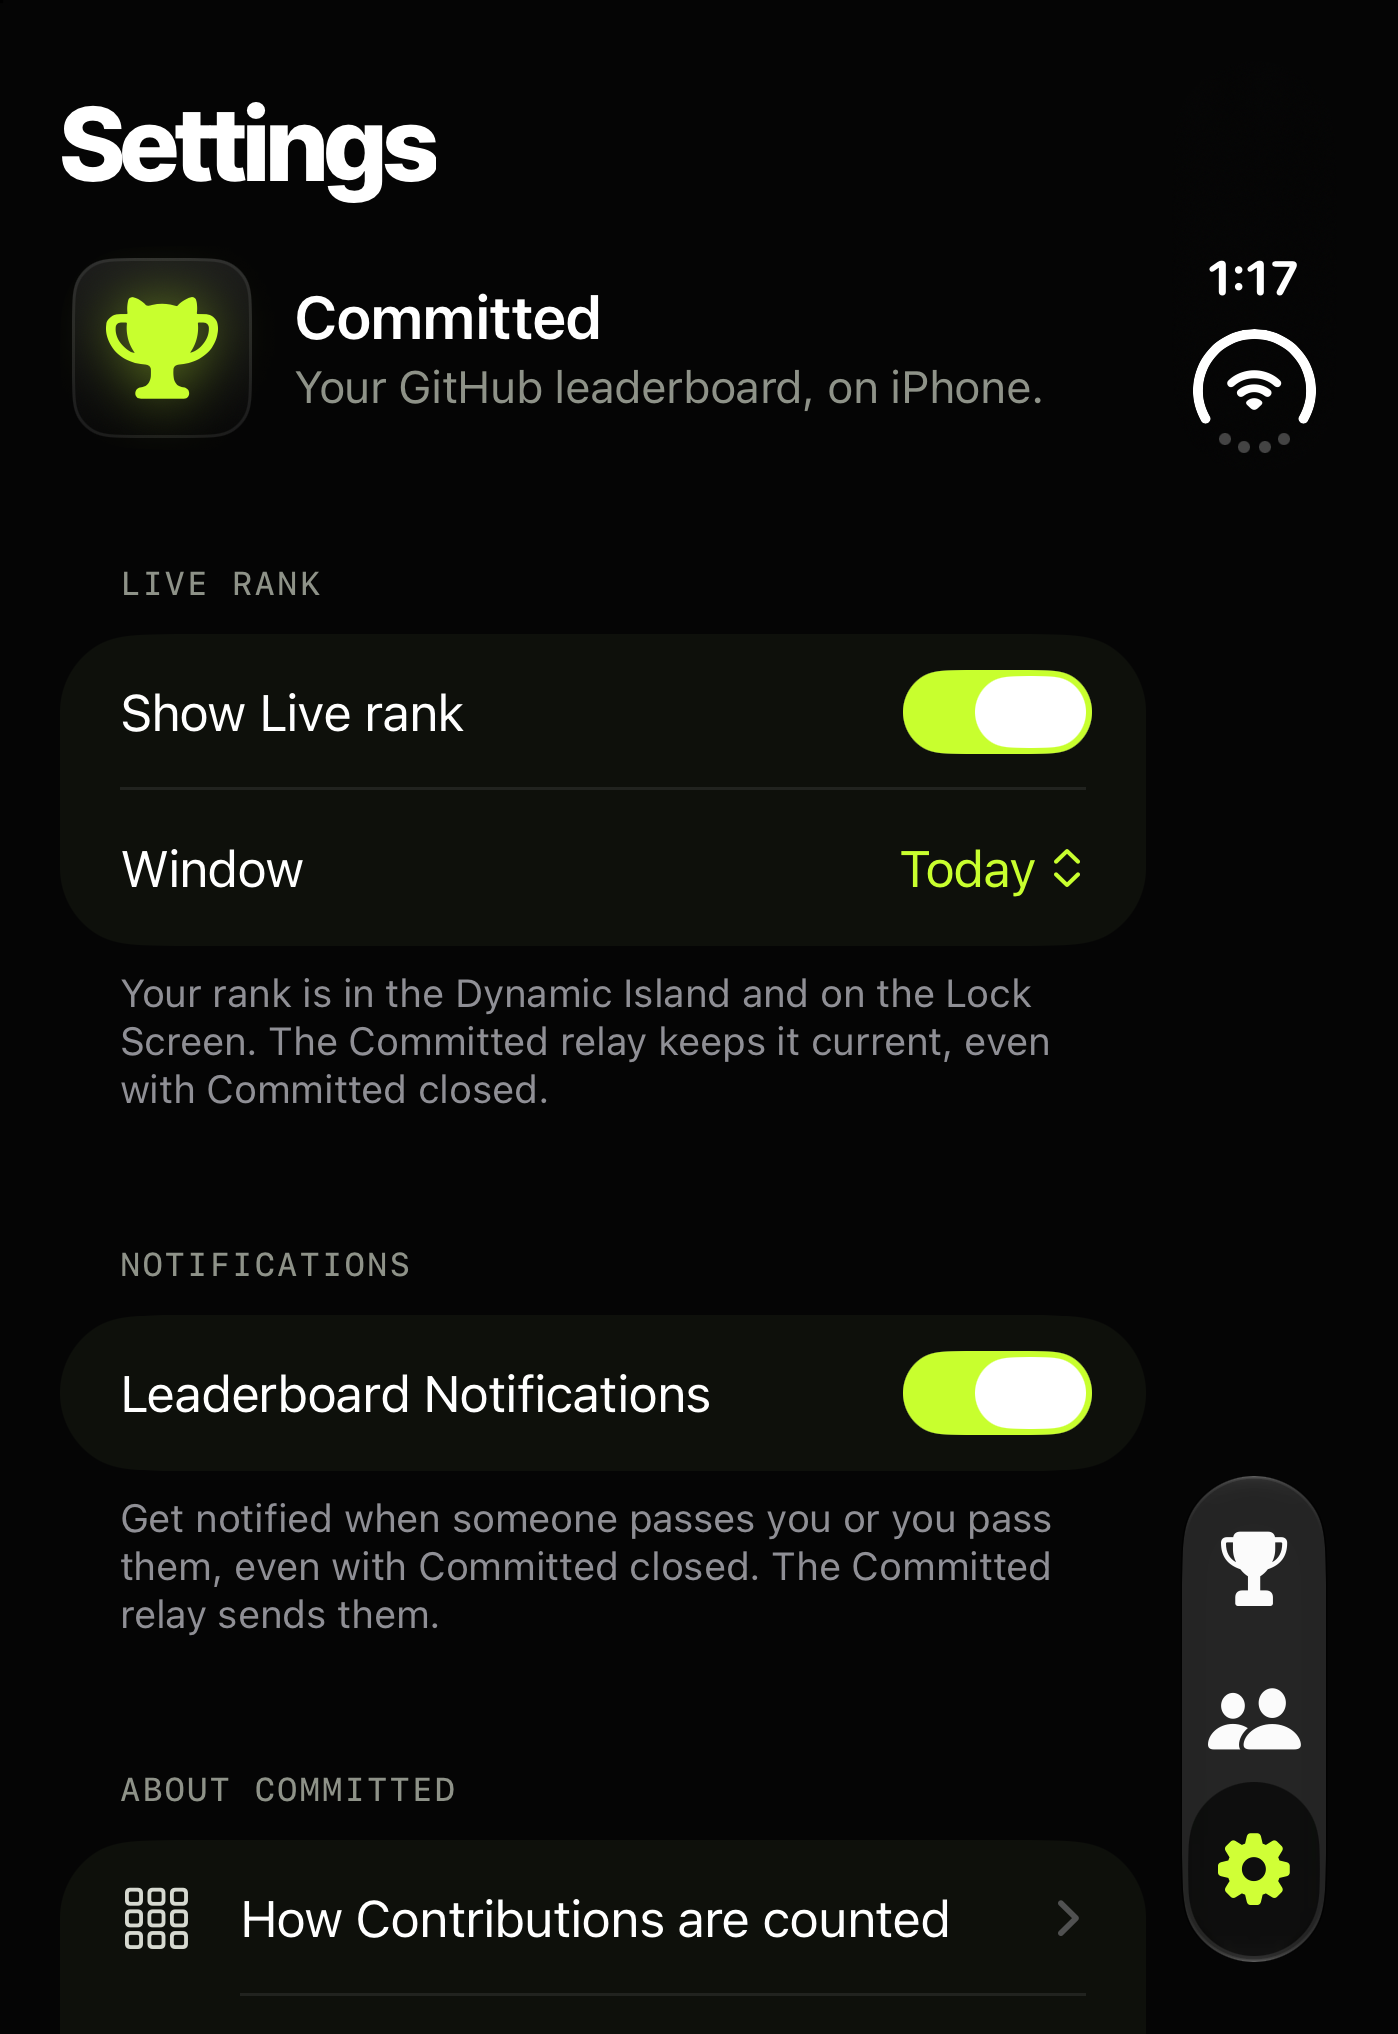 Settings
Committed
Your GitHub leaderboard, on iPhone.
1:17
LIVE RANK
Show Live rank
Window
Today
Your rank is in the Dynamic Island and on the Lock
Screen. The Committed relay keeps it current, even
with Committed closed.
NOTIFICATIONS
Leaderboard Notifications
Get notified when someone passes you or you pass
them, even with Committed closed. The Committed
relay sends them.
ABOUT COMMITTED
How Contributions are counted